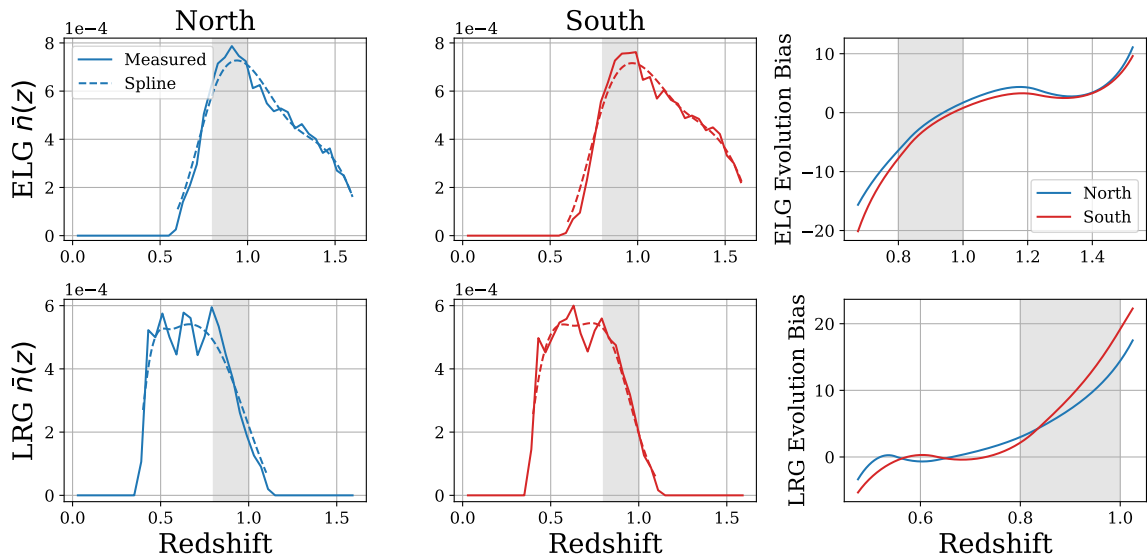 North
South
1e−4
1e−4
ELG n̄(z)
8
6
4
2
0
Measured
Spline
0.0 0.5 1.0 1.5
8
6
4
2
0
0.0 0.5 1.0 1.5
ELG Evolution Bias
10
0
−10
−20
North
South
0.8 1.0 1.2 1.4
1e−4
1e−4
LRG n̄(z)
6
4
2
0
0.0 0.5 1.0 1.5
Redshift
6
4
2
0
0.0 0.5 1.0 1.5
Redshift
LRG Evolution Bias
20
10
0
0.6 0.8 1.0
Redshift